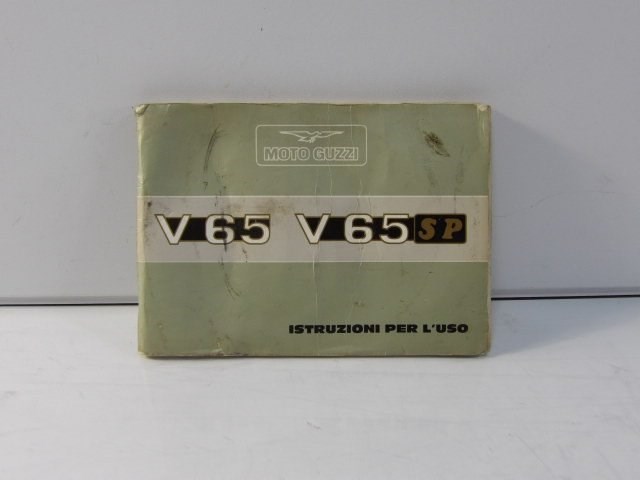 MOTO GUZZI
V 65 V 65 SP
ISTRUZIONI PER L'USO